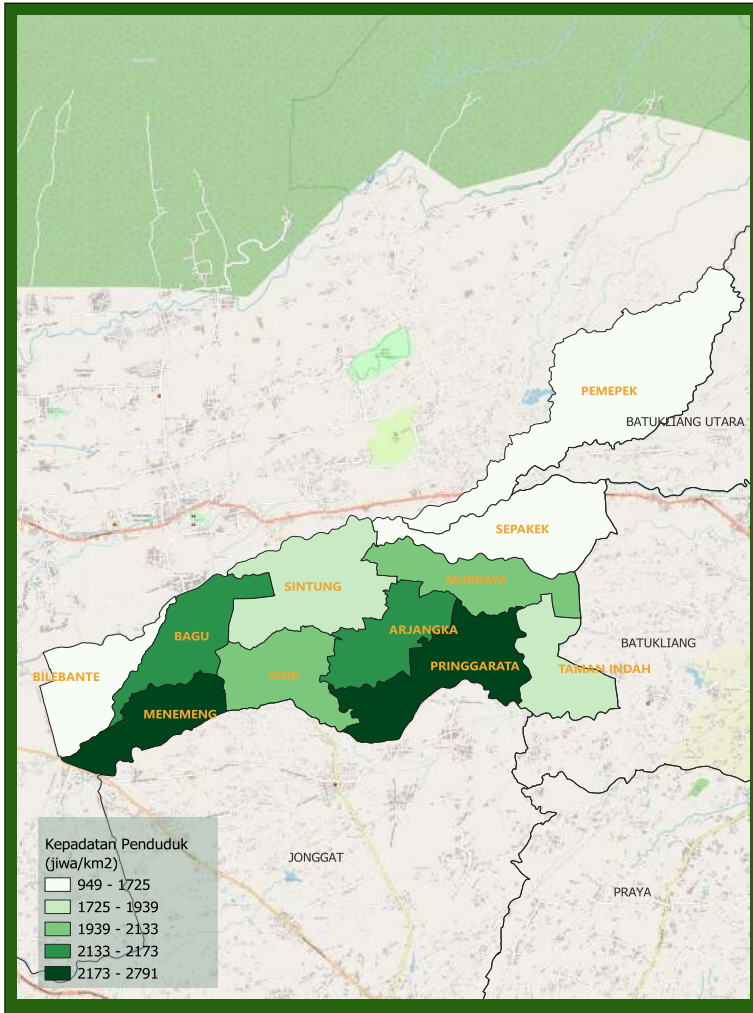 PEMEPEK
BATUKLIANG UTARA
SEPAKEK
MURBAYA
SINTUNG
ARJANGKA
BAGU
BATUKLIANG
PRINGGARATA
TAMAN INDAH
BILEBANTE
SISIK
MENEMENG
Kepadatan Penduduk
(jiwa/km2)
949 - 1725
1725 - 1939
1939 - 2133
2133 - 2173
2173 - 2791
JONGGAT
PRAYA